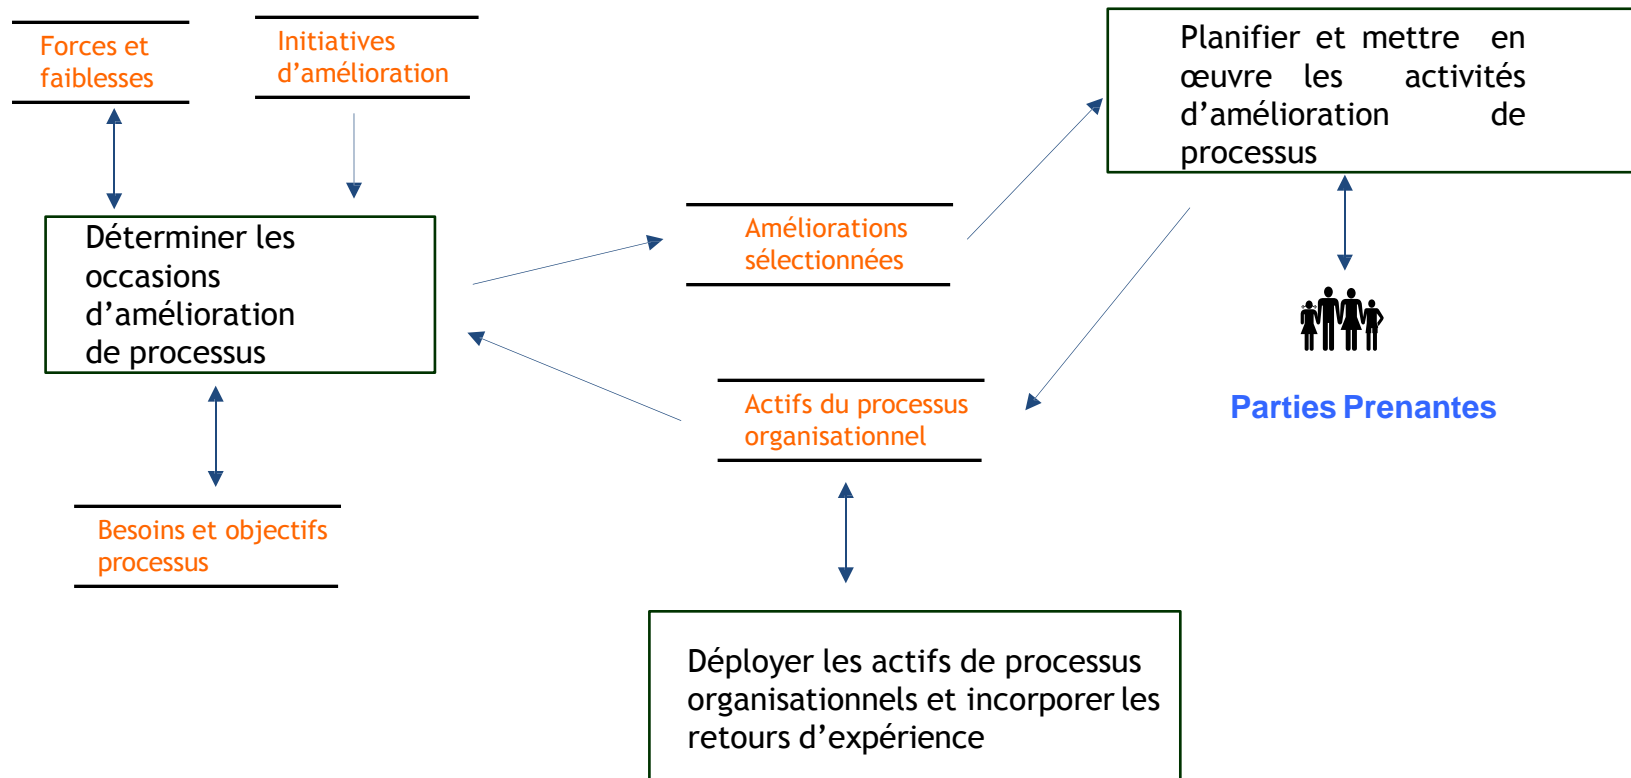 Forces et
faiblesses
Initiatives
d’amélioration
Planifier et mettre en
œuvre les activités
d’amélioration de
processus
Déterminer les
occasions
d’amélioration
de processus
Améliorations
sélectionnées
Parties Prenantes
Actifs du processus
organisationnel
Besoins et objectifs
processus
Déployer les actifs de processus
organisationnels et incorporer les
retours d’expérience